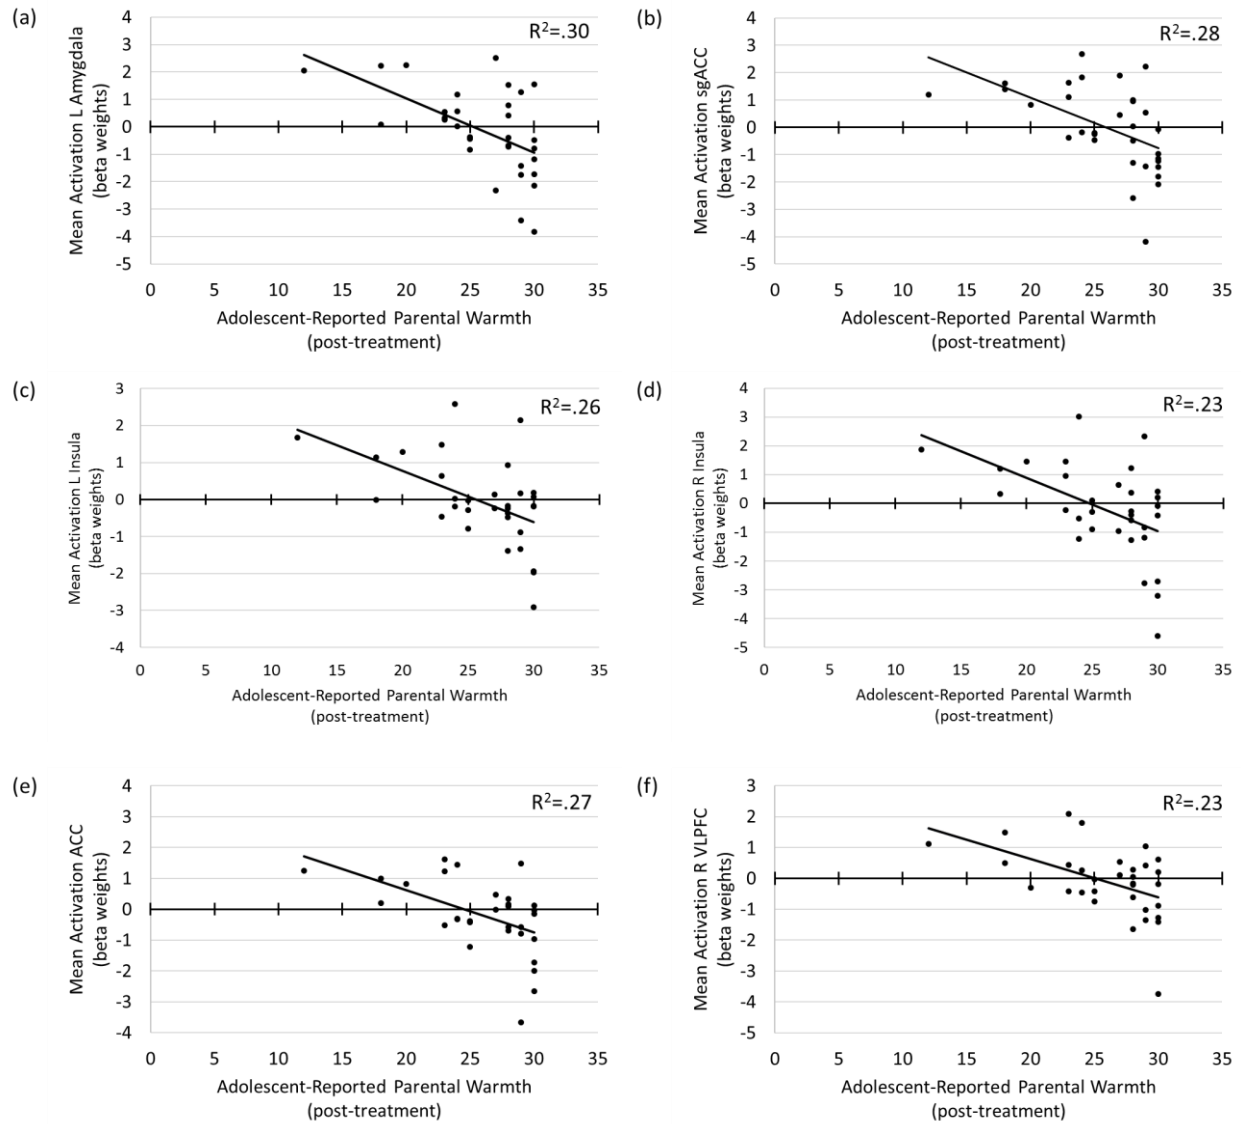 (a)
Mean Activation L Amygdala
(beta weights)
4
3
2
1
0
-1
-2
-3
-4
-5
R²=.30
0 5 10 15 20 25 30 35
Adolescent-Reported Parental Warmth
(post-treatment)
(b)
Mean Activation sgACC
(beta weights)
4
3
2
1
0
-1
-2
-3
-4
-5
R²=.28
0 5 10 15 20 25 30 35
Adolescent-Reported Parental Warmth
(post-treatment)
(c)
Mean Activation L Insula
(beta weights)
3
2
1
0
-1
-2
-3
-4
R²=.26
0 5 10 15 20 25 30 35
Adolescent-Reported Parental Warmth
(post-treatment)
(d)
Mean Activation R Insula
(beta weights)
4
3
2
1
0
-1
-2
-3
-4
-5
R²=.23
0 5 10 15 20 25 30 35
Adolescent-Reported Parental Warmth
(post-treatment)
(e)
Mean Activation ACC
(beta weights)
4
3
2
1
0
-1
-2
-3
-4
R²=.27
0 5 10 15 20 25 30 35
Adolescent-Reported Parental Warmth
(post-treatment)
(f)
Mean Activation R VLPFC
(beta weights)
3
2
1
0
-1
-2
-3
-4
-5
R²=.23
0 5 10 15 20 25 30 35
Adolescent-Reported Parental Warmth
(post-treatment)